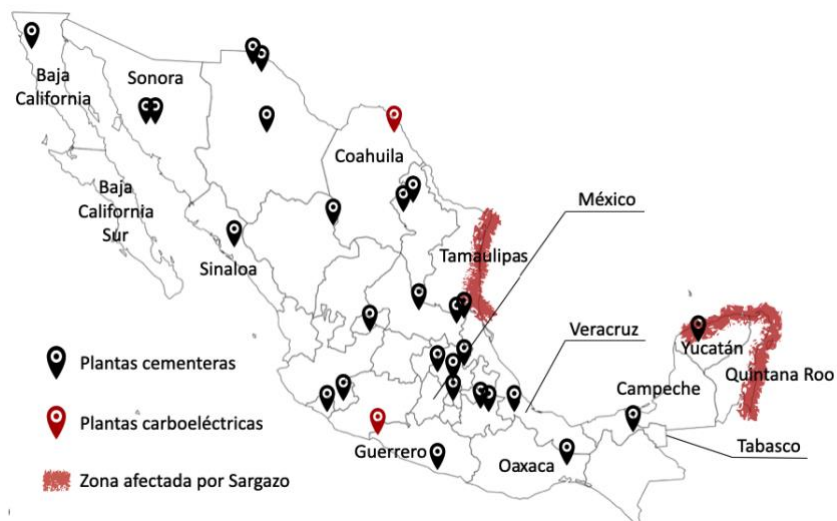 Baja
California
Sonora
Coahuila
México
Baja
California
Sur
Tamaulipas
Sinaloa
Veracruz
Yucatán
Plantas cementeras
Campeche
Quintana Roo
Plantas carboeléctricas
Guerrero
Tabasco
Oaxaca
Zona afectada por Sargazo